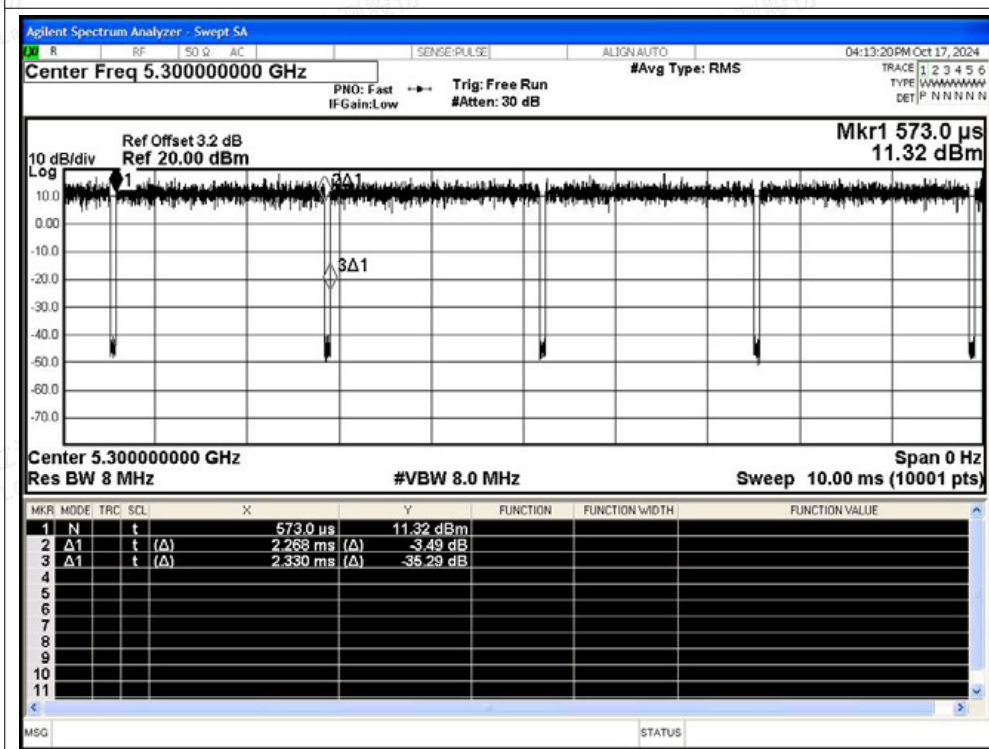 Agilent Spectrum Analyzer - Swept SA
LXI R RF 50 Ω AC SENSE:PULSE ALIGNAUTO 04:13:20PM Oct 17, 2024
Center Freq 5.300000000 GHz
#Avg Type: RMS
TRACE 1 2 3 4 5 6
PNO: Fast Trig: Free Run
TYPE WWWWWW
IFGain:Low #Atten: 30 dB
DET P N N N N N
Mkr1 573.0 µs
11.32 dBm
Ref Offset 3.2 dB
10 dB/div Ref 20.00 dBm
Log
1
2Δ1
10.0
0.00
-10.0
3Δ1
-20.0
-30.0
-40.0
-50.0
-60.0
-70.0
Center 5.300000000 GHz Span 0 Hz
Res BW 8 MHz #VBW 8.0 MHz Sweep 10.00 ms (10001 pts)
MKR MODE TRC SCL X Y FUNCTION FUNCTION WIDTH FUNCTION VALUE
1 N t 573.0 µs 11.32 dBm
2 Δ1 t (Δ) 2.268 ms (Δ) -3.49 dB
3 Δ1 t (Δ) 2.330 ms (Δ) -35.29 dB
4
5
6
7
8
9
10
11
MSG STATUS